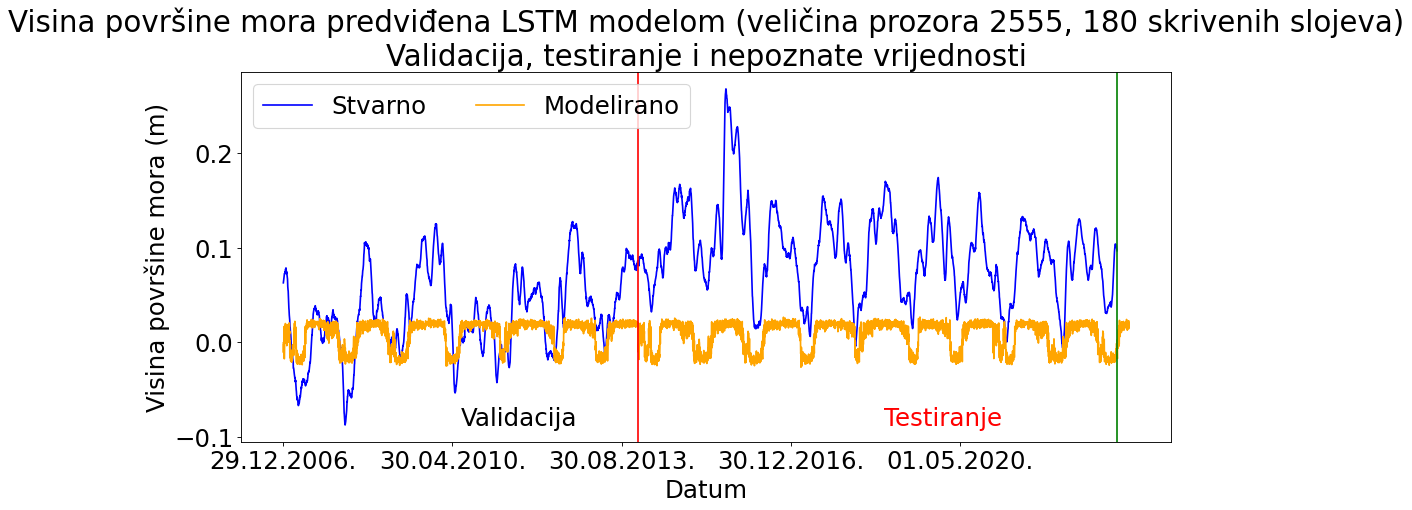 Visina površine mora predviđena LSTM modelom (veličina prozora 2555, 180 skrivenih slojeva)
Validacija, testiranje i nepoznate vrijednosti
Stvarno
Modelirano
Visina površine mora (m)
0.2
0.1
0.0
−0.1
Validacija
Testiranje
29.12.2006.
30.04.2010.
30.08.2013.
30.12.2016.
01.05.2020.
Datum